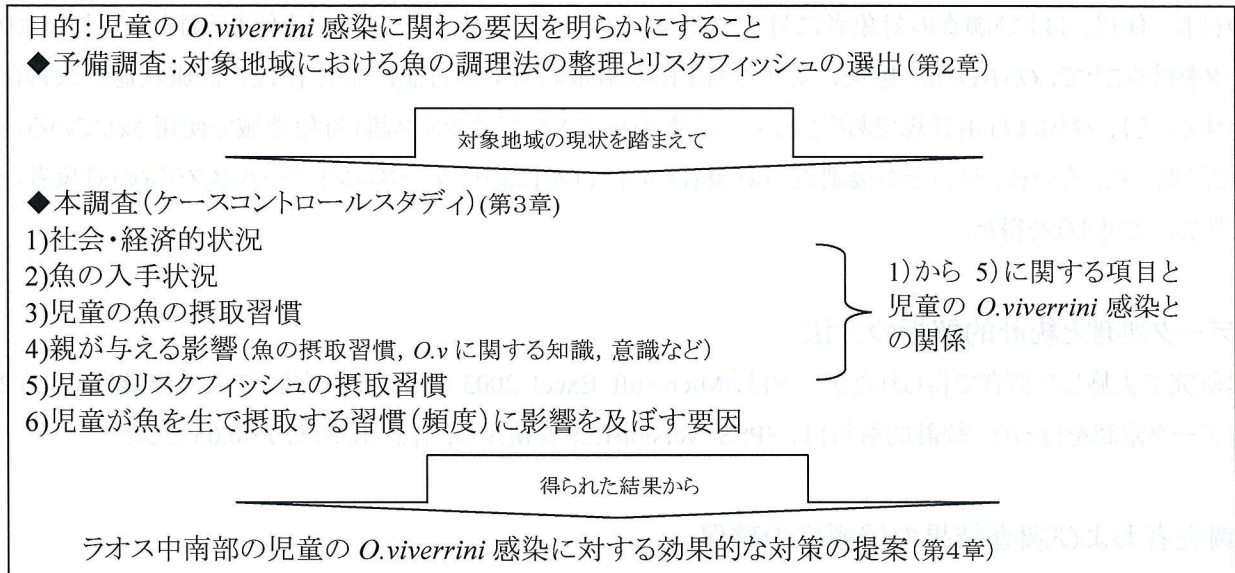 目的:児童の O.viverrini 感染に関わる要因を明らかにすること
◆予備調査:対象地域における魚の調理法の整理とリスクフィッシュの選出(第2章)
対象地域の現状を踏まえて
◆本調査(ケースコントロールスタディ)(第3章)
1)社会・経済的状況
2)魚の入手状況
3)児童の魚の摂取習慣
4)親が与える影響(魚の摂取習慣, O.v に関する知識, 意識など)
5)児童のリスクフィッシュの摂取習慣
6)児童が魚を生で摂取する習慣(頻度)に影響を及ぼす要因
1)から 5)に関する項目と
児童の O.viverrini 感染と
の関係
得られた結果から
ラオス中南部の児童の O.viverrini 感染に対する効果的な対策の提案(第4章)